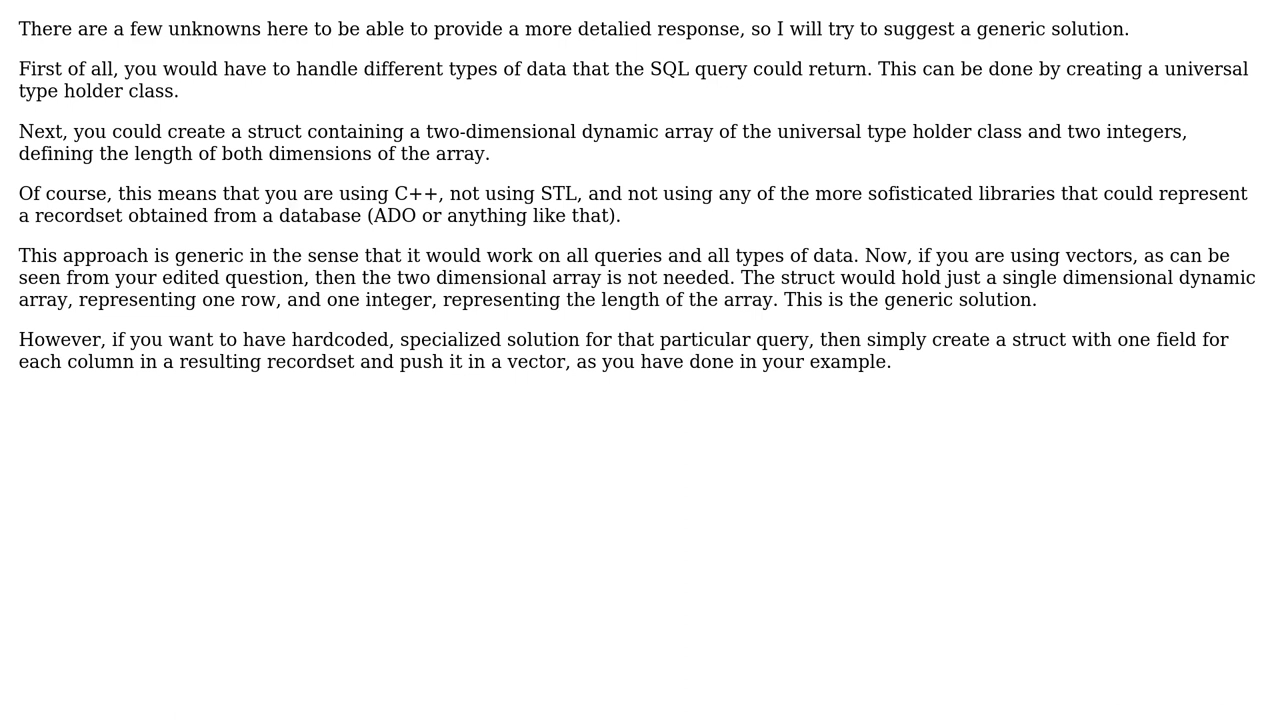 There are a few unknowns here to be able to provide a more detalied response, so I will try to suggest a generic solution.
First of all, you would have to handle different types of data that the SQL query could return. This can be done by creating a universal
type holder class.
Next, you could create a struct containing a two-dimensional dynamic array of the universal type holder class and two integers,
defining the length of both dimensions of the array.
Of course, this means that you are using C++, not using STL, and not using any of the more sofisticated libraries that could represent
a recordset obtained from a database (ADO or anything like that).
This approach is generic in the sense that it would work on all queries and all types of data. Now, if you are using vectors, as can be
seen from your edited question, then the two dimensional array is not needed. The struct would hold just a single dimensional dynamic
array, representing one row, and one integer, representing the length of the array. This is the generic solution.
However, if you want to have hardcoded, specialized solution for that particular query, then simply create a struct with one field for
each column in a resulting recordset and push it in a vector, as you have done in your example.